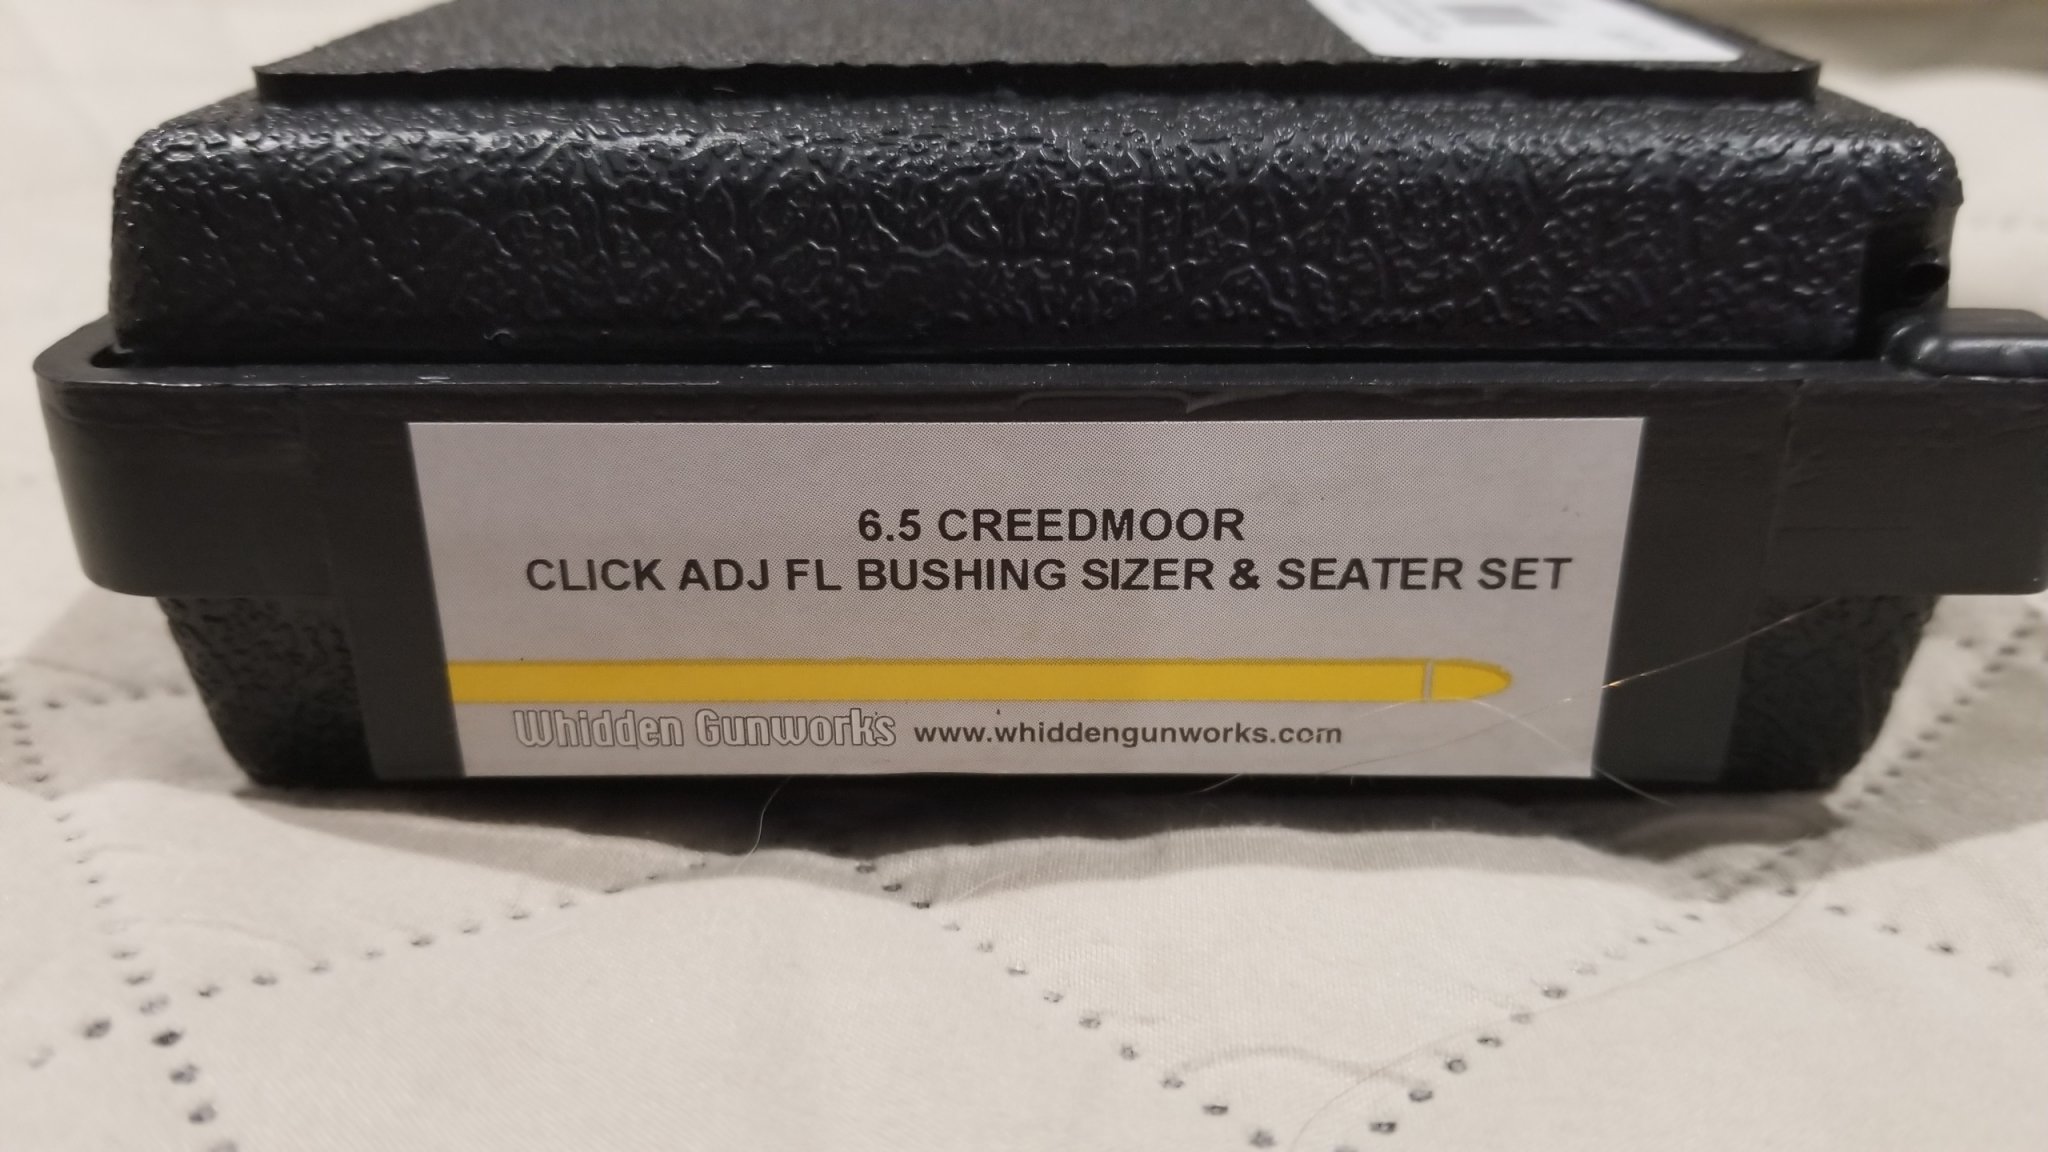 6.5 CREEDMOOR
CLICK ADJ FL BUSHING SIZER & SEATER SET
Whidden Gunworks www.whiddengunworks.com